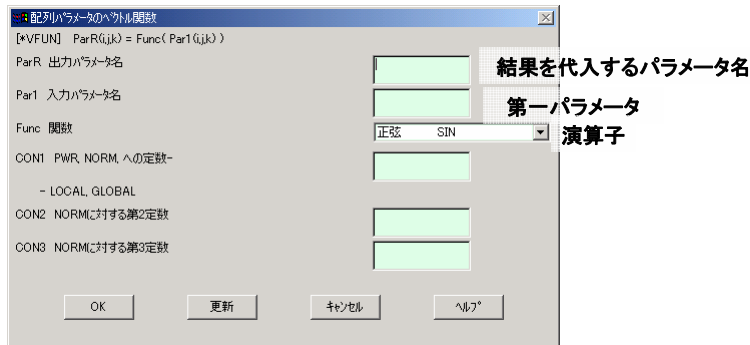 配列パラメータのベクトル関数
[*VFUN] ParR(i,j,k) = Func( Par1(i,j,k) )
ParR 出力パラメータ名
結果を代入するパラメータ名
Par1 入力パラメータ名
第一パラメータ
Func 関数
正弦 SIN
演算子
CON1 PWR, NORM, への定数-
- LOCAL, GLOBAL
CON2 NORMに対する第2定数
CON3 NORMに対する第3定数
OK 更新 キャンセル ヘルプ